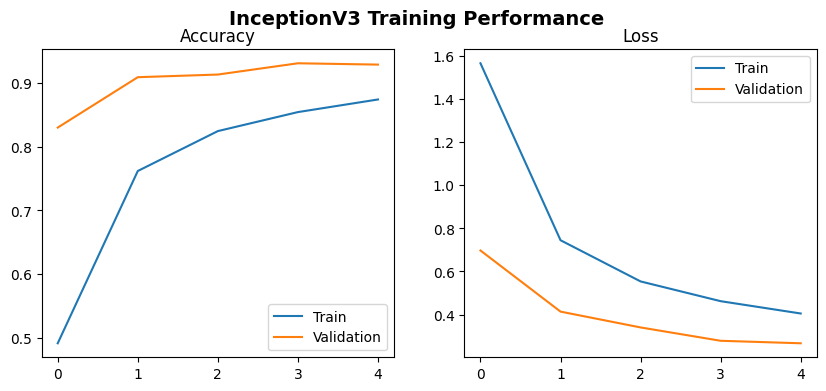 InceptionV3 Training Performance
Accuracy
0.9
0.8
0.7
0.6
0.5
0 1 2 3 4
Train
Validation
Loss
1.6
1.4
1.2
1.0
0.8
0.6
0.4
0 1 2 3 4
Train
Validation